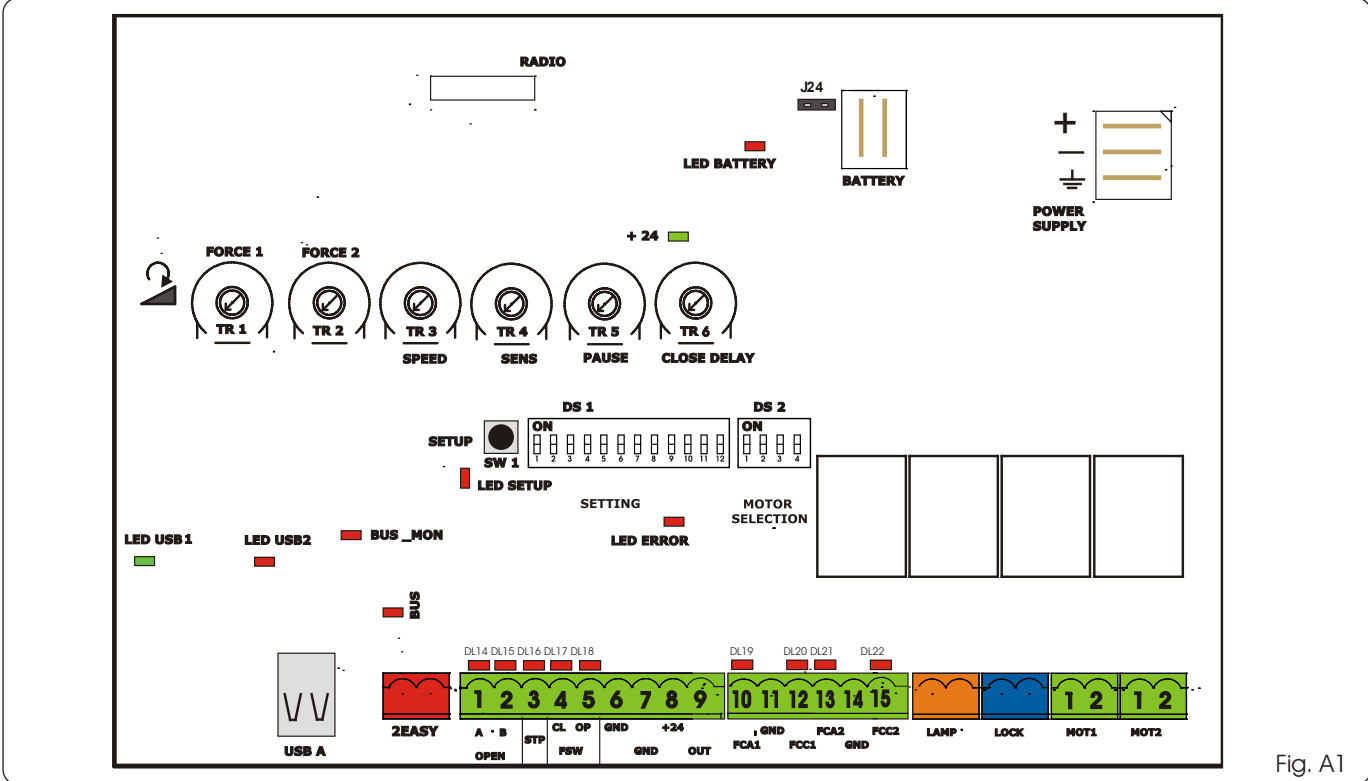 RADIO
J24
LED BATTERY
BATTERY
+
−
POWER
SUPPLY
+ 24
FORCE 1
FORCE 2
TR 1
TR 2
TR 3
TR 4
TR 5
TR 6
SPEED
SENS
PAUSE
CLOSE DELAY
DS 1
DS 2
ON
ON
SETUP
1 2 3 4 5 6 7 8 9 10 11 12
1 2 3 4
SW 1
LED SETUP
SETTING
MOTOR
SELECTION
LED ERROR
LED USB1
LED USB2
BUS _MON
BUS
DL14 DL15 DL16 DL17 DL18
DL19 DL20 DL21 DL22
1 2 3 4 5 6 7 8 9
10 11 12 13 14 15
1 2
1 2
USB A
2EASY
A B
OPEN
STP
CL OP
FSW
GND
GND
+24
OUT
FCA1
GND
FCC1
FCA2
GND
FCC2
LAMP
LOCK
MOT1
MOT2
Fig. A1